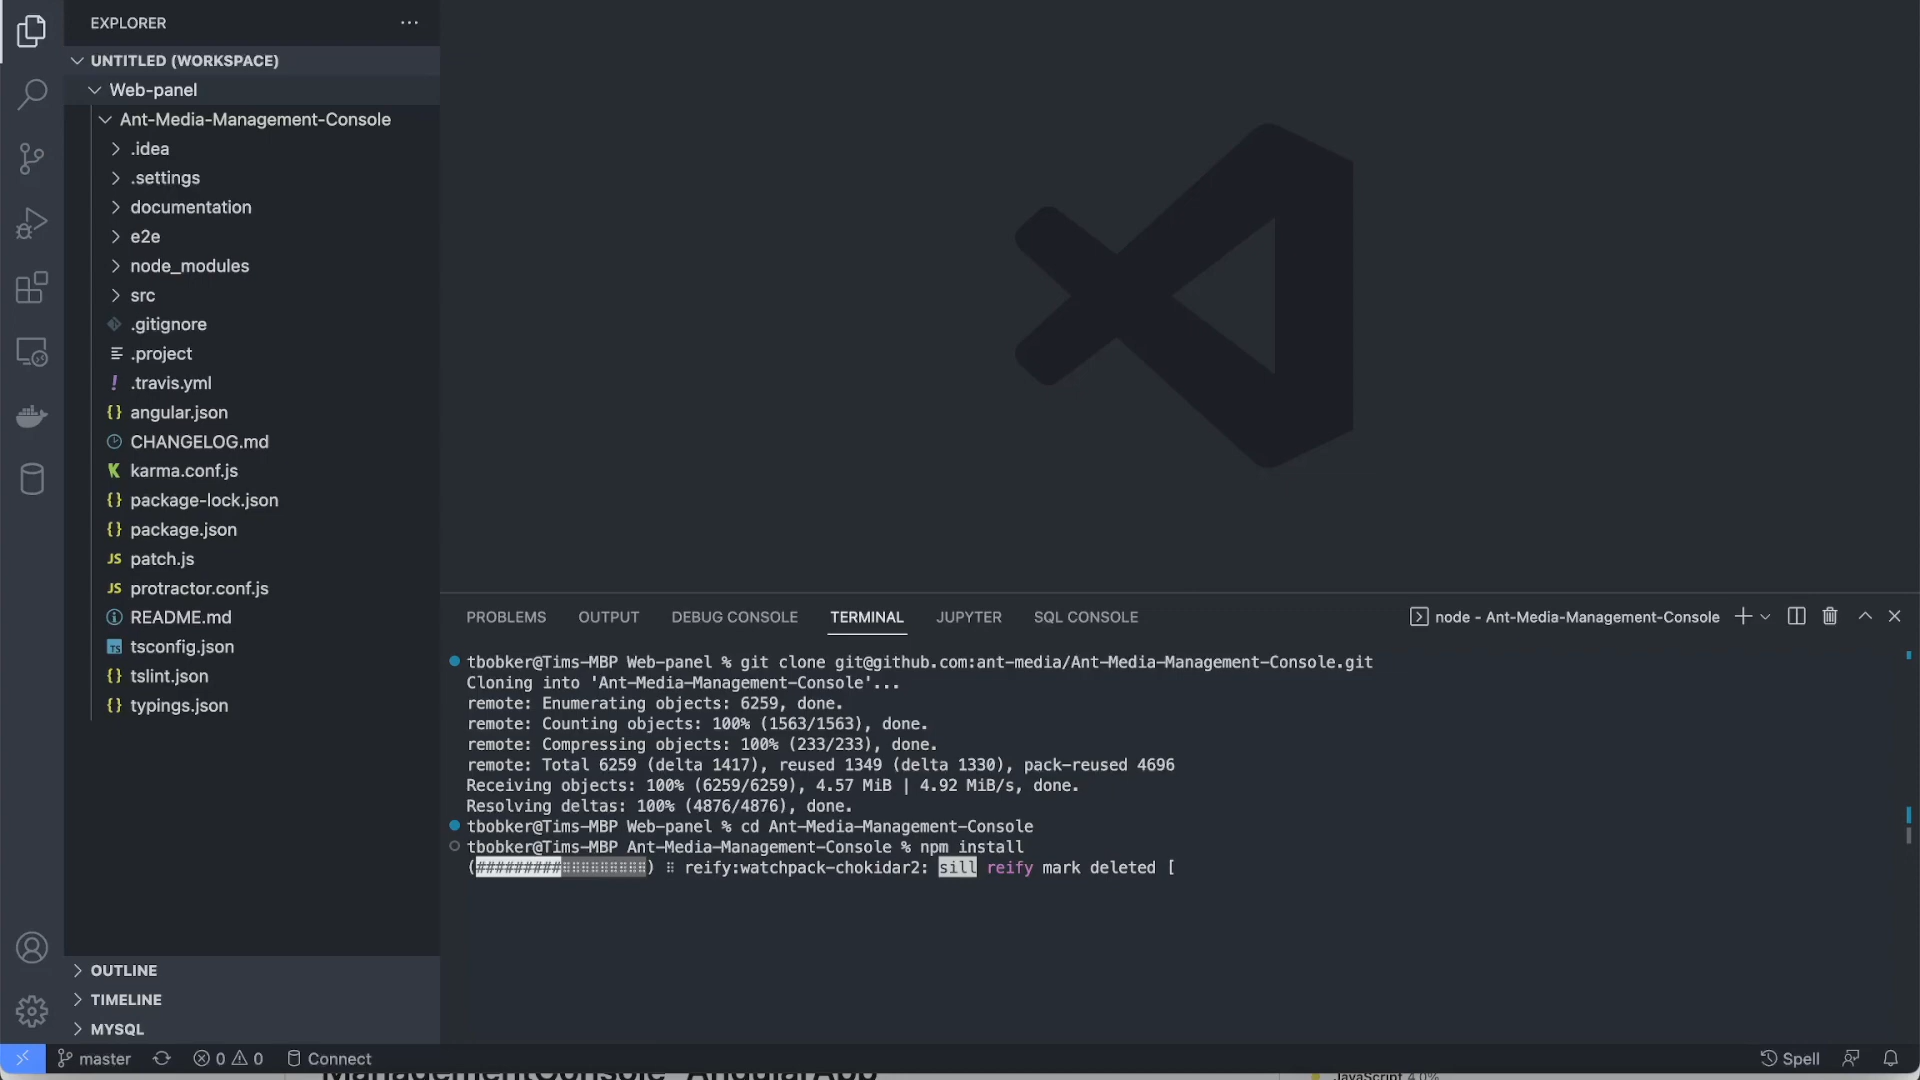 EXPLORER
UNTITLED (WORKSPACE)
Web-panel
Ant-Media-Management-Console
.idea
.settings
documentation
e2e
node_modules
src
.gitignore
.project
.travis.yml
angular.json
CHANGELOG.md
karma.conf.js
package-lock.json
package.json
patch.js
protractor.conf.js
README.md
tsconfig.json
tslint.json
typings.json
OUTLINE
TIMELINE
MYSQL
PROBLEMS OUTPUT DEBUG CONSOLE TERMINAL JUPYTER SQL CONSOLE node - Ant-Media-Management-Console
tbobker@Tims-MBP Web-panel % git clone git@github.com:ant-media/Ant-Media-Management-Console.git
Cloning into 'Ant-Media-Management-Console'...
remote: Enumerating objects: 6259, done.
remote: Counting objects: 100% (1563/1563), done.
remote: Compressing objects: 100% (233/233), done.
remote: Total 6259 (delta 1417), reused 1349 (delta 1330), pack-reused 4696
Receiving objects: 100% (6259/6259), 4.57 MiB | 4.92 MiB/s, done.
Resolving deltas: 100% (4876/4876), done.
tbobker@Tims-MBP Web-panel % cd Ant-Media-Management-Console
tbobker@Tims-MBP Ant-Media-Management-Console % npm install
(#########⠿⠿⠿⠿⠿⠿⠿⠿⠿) ⠿ reify:watchpack-chokidar2: sill reify mark deleted [
master 0 0 Connect Spell
ManagementConsole AngularApp
JavaScript 4.0%